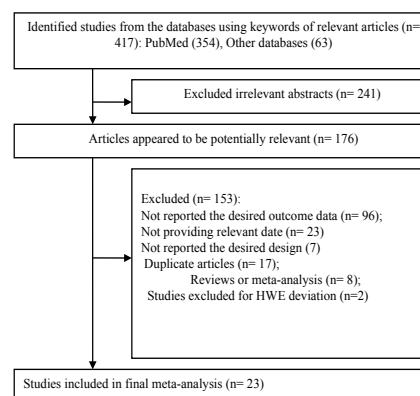 Identified studies from the databases using keywords of relevant articles (n=
417): PubMed (354), Other databases (63)
Excluded irrelevant abstracts (n= 241)
Articles appeared to be potentially relevant (n= 176)
Excluded (n= 153):
Not reported the desired outcome data (n= 96);
Not providing relevant date (n= 23)
Not reported the desired design (7)
Duplicate articles (n= 17);
Reviews or meta-analysis (n= 8);
Studies excluded for HWE deviation (n=2)
Studies included in final meta-analysis (n= 23)